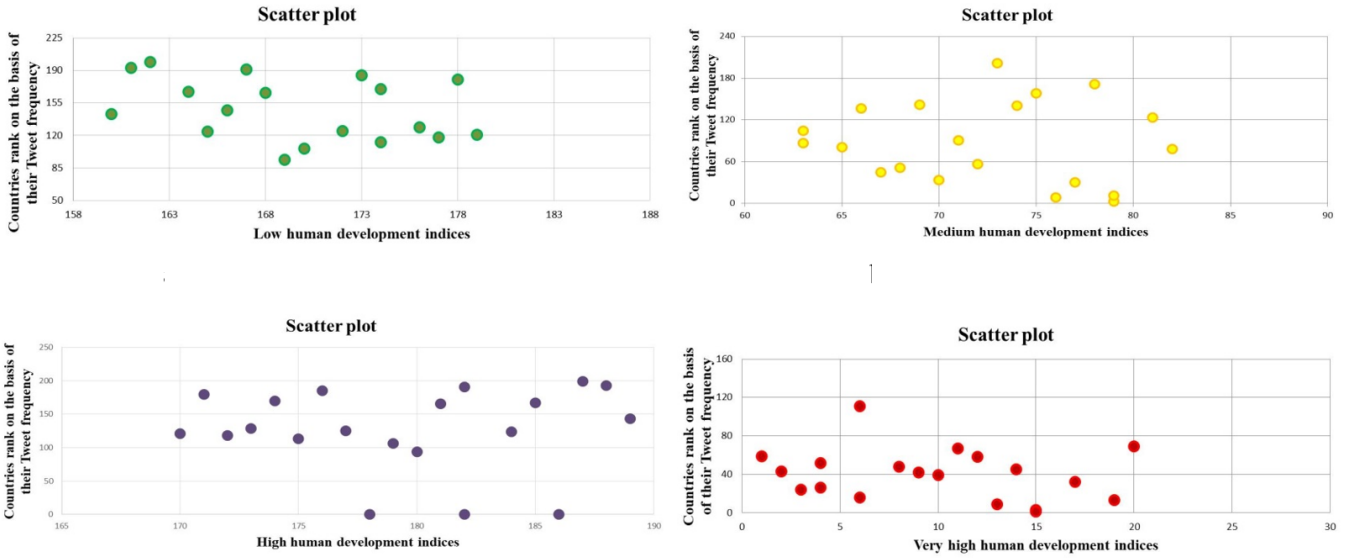 Scatter plot
Countries rank on the basis of
their Tweet frequency
225
190
155
120
85
50
158 163 168 173 178 183 188
Low human development indices
Scatter plot
Countries rank on the basis of
their Tweet frequency
240
180
120
60
0
60 65 70 75 80 85 90
Medium human development indices
Scatter plot
Countries rank on the basis of
their Tweet frequency
250
200
150
100
50
0
165 170 175 180 185 190
High human development indices
Scatter plot
Countries rank on the basis
of their Tweet frequency
160
120
80
40
0
0 5 10 15 20 25 30
Very high human development indices